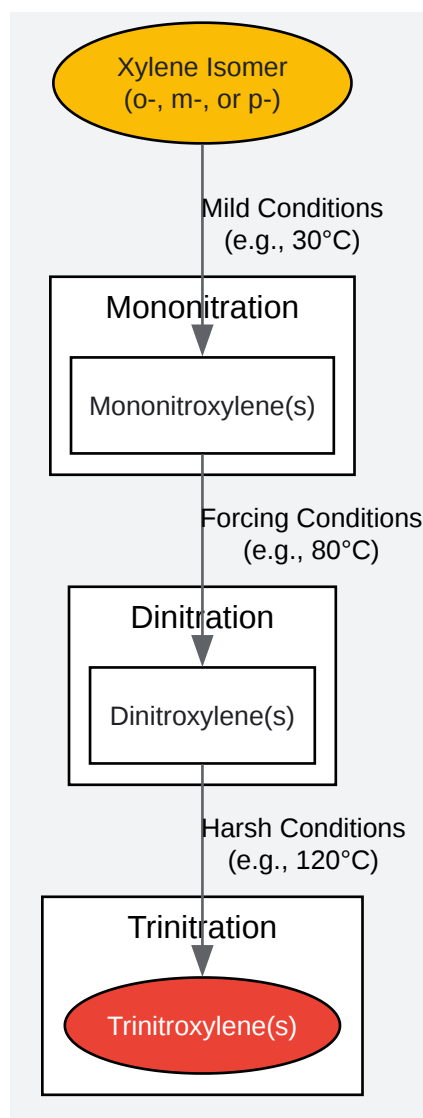 Xylene Isomer
(o-, m-, or p-)
Mild Conditions
(e.g., 30°C)
Mononitration
Mononitroxylene(s)
Forcing Conditions
(e.g., 80°C)
Dinitration
Dinitroxylene(s)
Harsh Conditions
(e.g., 120°C)
Trinitration
Trinitroxylene(s)